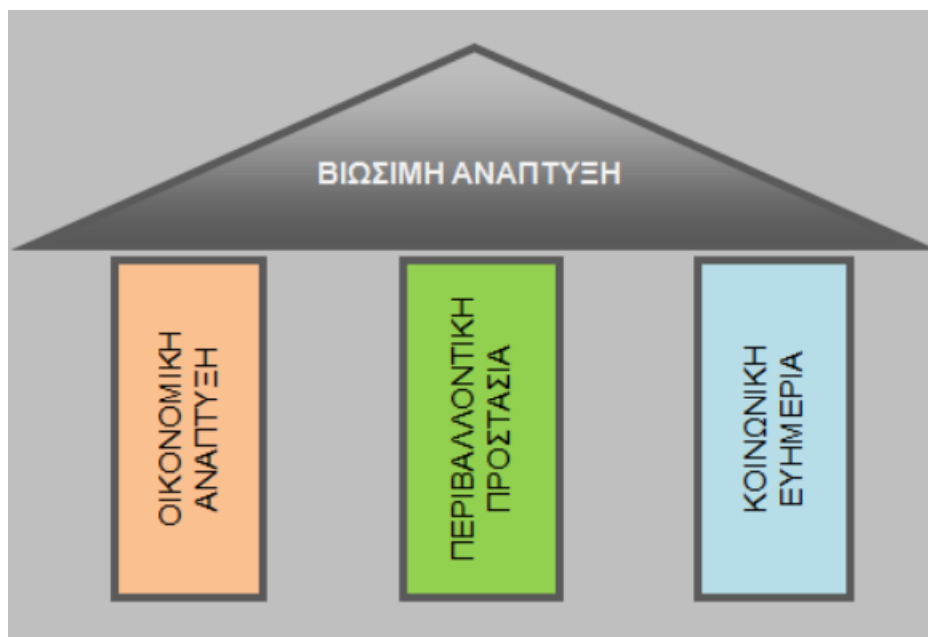 ΒΙΩΣΙΜΗ ΑΝΑΠΤΥΞΗ
ΟΙΚΟΝΟΜΙΚΗ
ΑΝΑΠΤΥΞΗ
ΠΕΡΙΒΑΛΛΟΝΤΙΚΗ
ΠΡΟΣΤΑΣΙΑ
ΚΟΙΝΩΝΙΚΗ
ΕΥΗΜΕΡΙΑ